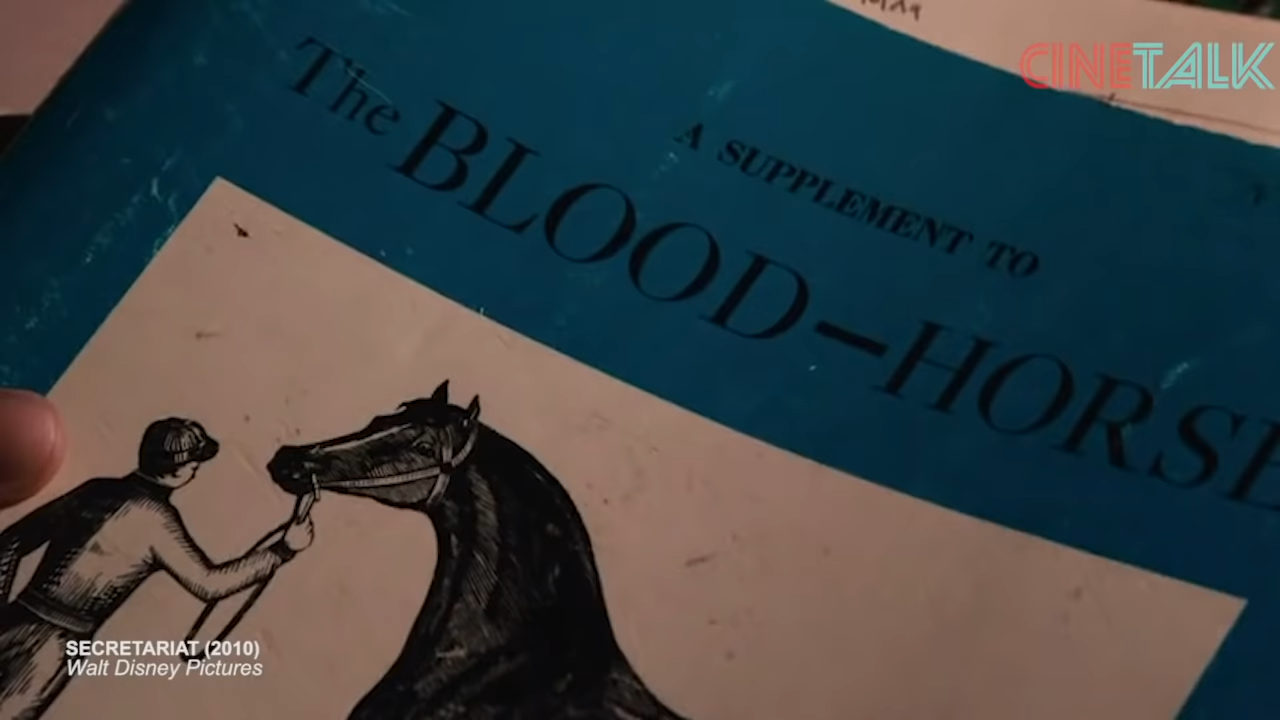 CINETALK
A SUPPLEMENT TO
The BLOOD-HORSE
SECRETARIAT (2010)
Walt Disney Pictures